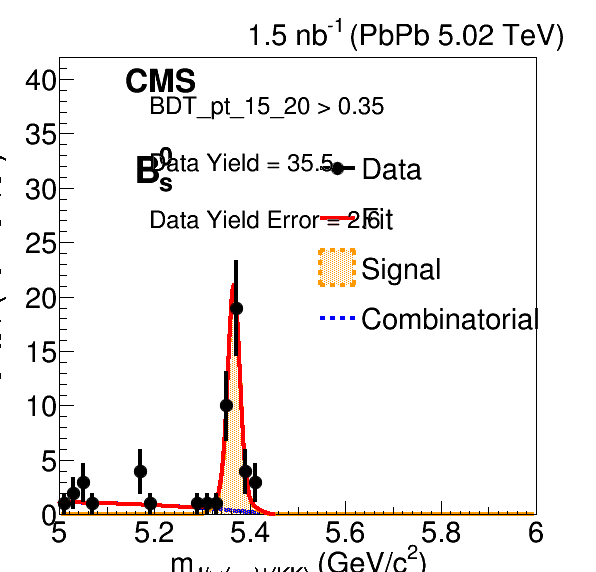 1.5 nb-1 (PbPb 5.02 TeV)
CMS
BDT_pt_15_20 > 0.35
B0s
Data Yield = 35.5
Data Yield Error = 2.6
Data
Fit
Signal
Combinatorial
40
35
30
25
20
15
10
5
0
5 5.2 5.4 5.6 5.8 6
(GeV/c2)